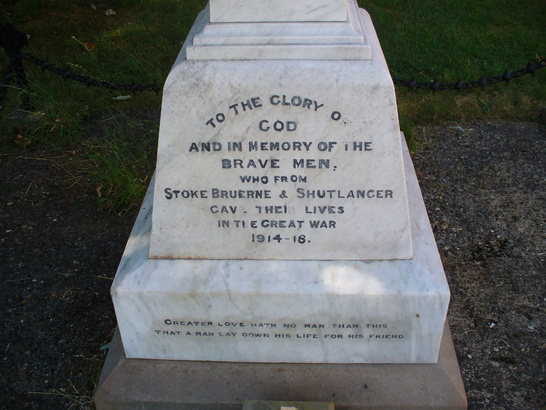 TO THE GLORY O
GOD
AND IN MEMORY OF THE
BRAVE MEN,
WHO FROM
STOKE BRUERNE & SHUTLANGER
GAV THEI LIVES
IN THE GREAT WAR
1914-18.
GREATER LOVE HATH NO MAN THAN THIS.
THAT A MAN LAY DOWN HIS LIFE FOR HIS FRIEND.